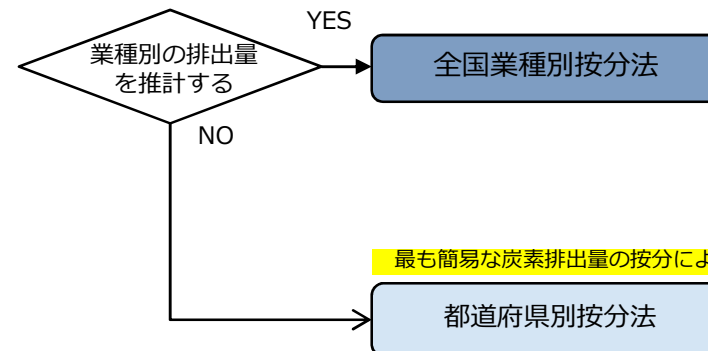 YES
業種別の排出量
を推計する
全国業種別按分法
NO
最も簡易な炭素排出量の按分によ
都道府県別按分法